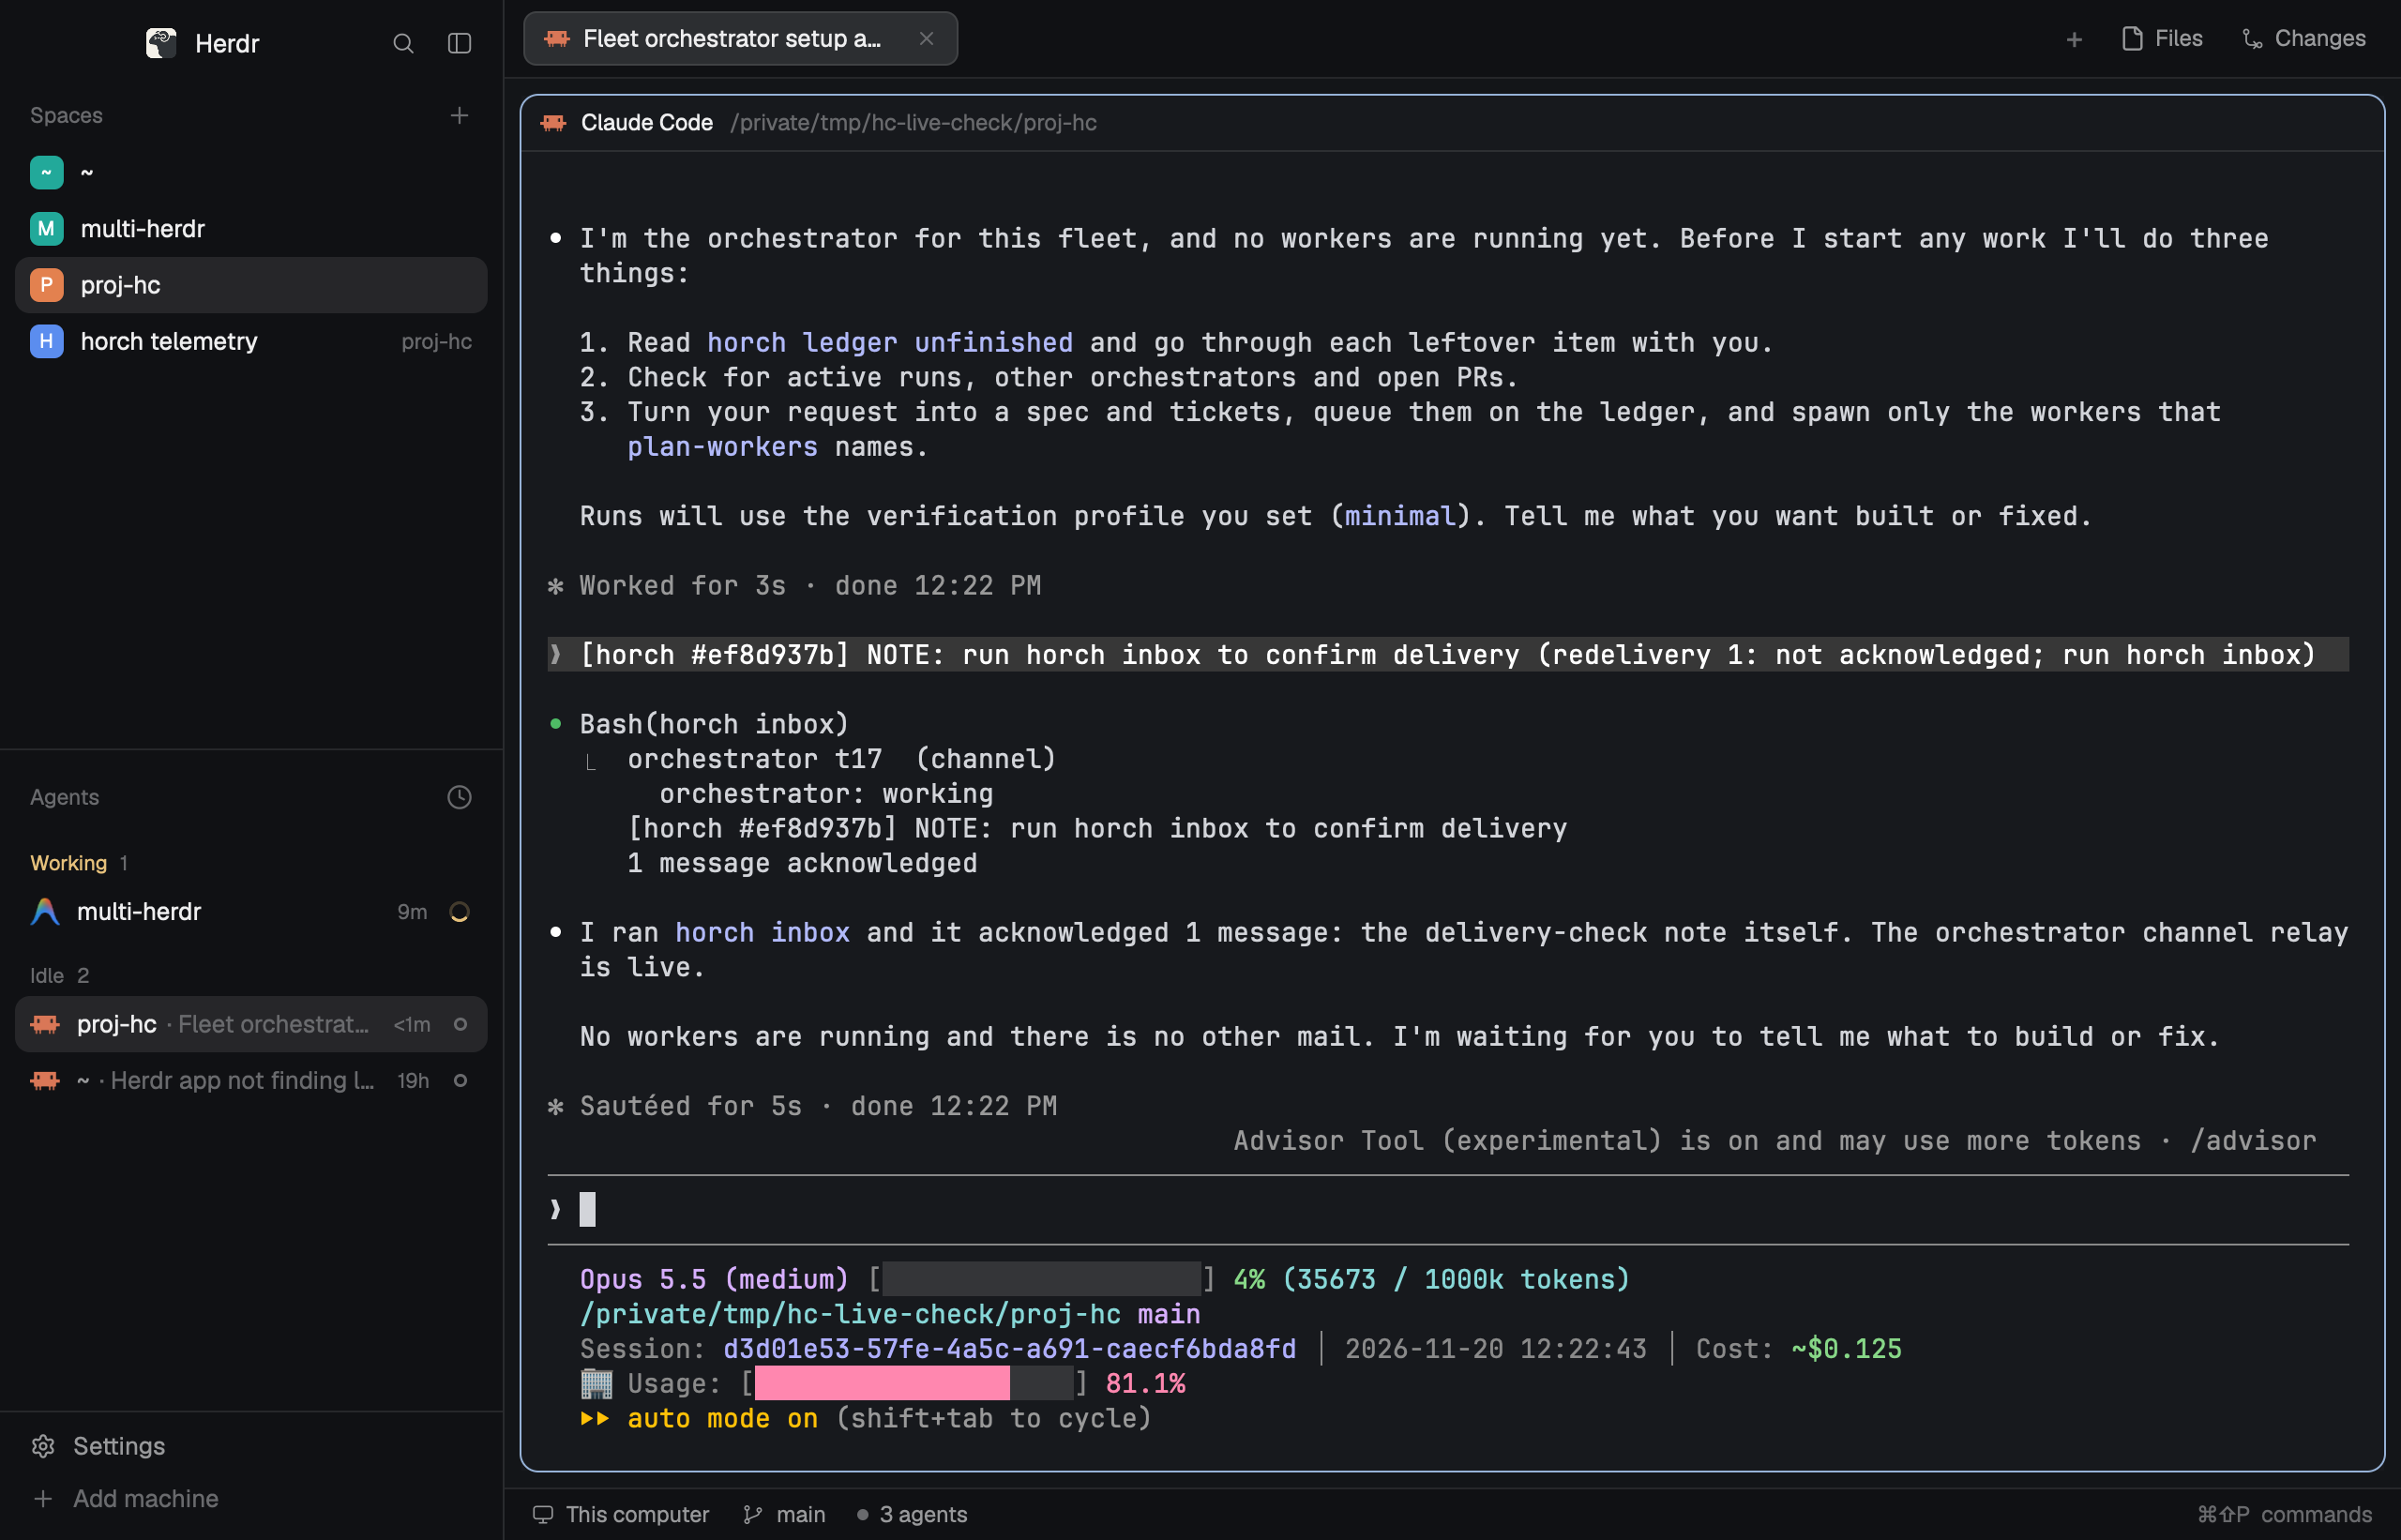 Herdr
Spaces
~ ~
M multi-herdr
P proj-hc
H horch telemetry proj-hc
Agents
Working 1
multi-herdr 9m
Idle 2
proj-hc · Fleet orchestrat... <1m
~ · Herdr app not finding l... 19h
Settings
+ Add machine
Fleet orchestrator setup a... ×
+ Files Changes
Claude Code /private/tmp/hc-live-check/proj-hc
● I'm the orchestrator for this fleet, and no workers are running yet. Before I start any work I'll do three
things:
1. Read horch ledger unfinished and go through each leftover item with you.
2. Check for active runs, other orchestrators and open PRs.
3. Turn your request into a spec and tickets, queue them on the ledger, and spawn only the workers that
plan-workers names.
Runs will use the verification profile you set (minimal). Tell me what you want built or fixed.
✻ Worked for 3s · done 12:22 PM
❯ [horch #ef8d937b] NOTE: run horch inbox to confirm delivery (redelivery 1: not acknowledged; run horch inbox)
● Bash(horch inbox)
⎿ orchestrator t17 (channel)
orchestrator: working
[horch #ef8d937b] NOTE: run horch inbox to confirm delivery
1 message acknowledged
● I ran horch inbox and it acknowledged 1 message: the delivery-check note itself. The orchestrator channel relay
is live.
No workers are running and there is no other mail. I'm waiting for you to tell me what to build or fix.
✻ Sautéed for 5s · done 12:22 PM
Advisor Tool (experimental) is on and may use more tokens · /advisor
❯
Opus 5.5 (medium) [ ] 4% (35673 / 1000k tokens)
/private/tmp/hc-live-check/proj-hc main
Session: d3d01e53-57fe-4a5c-a691-caecf6bda8fd │ 2026-11-20 12:22:43 │ Cost: ~$0.125
🏢 Usage: [ ] 81.1%
⏵⏵ auto mode on (shift+tab to cycle)
This computer main ● 3 agents
⌘⇧P commands